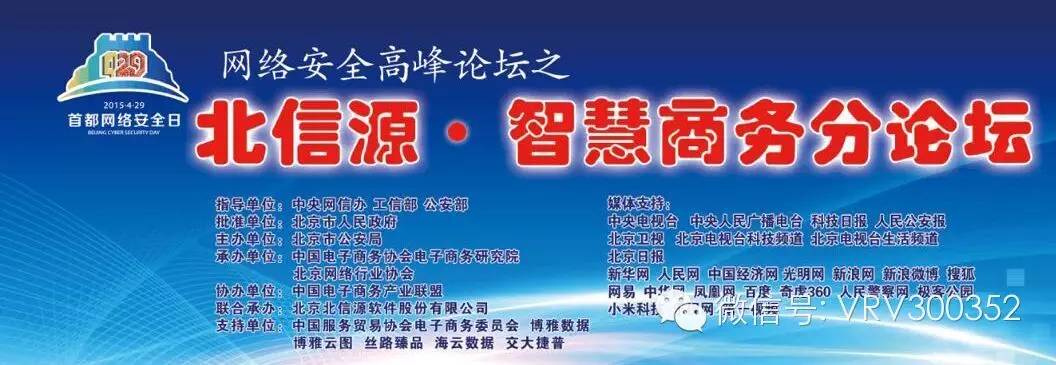 429
2015·4·29
首都网络安全日
BEIJING CYBER SECURITY DAY
网络安全高峰论坛之
北信源·智慧商务分论坛
指导单位：中央网信办 工信部 公安部
批准单位：北京市人民政府
主办单位：北京市公安局
承办单位：中国电子商务协会电子商务研究院
北京网络行业协会
协办单位：中国电子商务产业联盟
联合承办：北京北信源软件股份有限公司
支持单位：中国服务贸易协会电子商务委员会 博雅数据
博雅云图 丝路臻品 海云数据 交大捷普
媒体支持：
中央电视台 中央人民广播电台 科技日报 人民公安报
北京卫视 北京电视台科技频道 北京电视台生活频道
北京日报
新华网 人民网 中国经济网 光明网 新浪网 新浪微博 搜狐
网易 中华网 凤凰网 百度 奇虎360 人民警察网 极客公园
小米科技
微信号: VRV300352